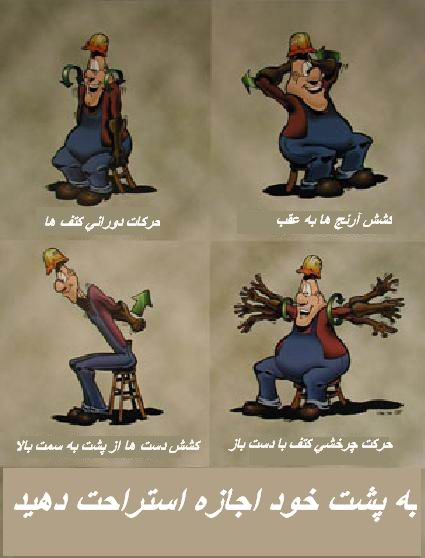 حرکات دوراني کتف ها
کشش آرنج ها به عقب
کشش دست ها از پشت به سمت بالا
حرکت چرخشي کتف با دست باز
به پشت خود اجازه استراحت دهيد